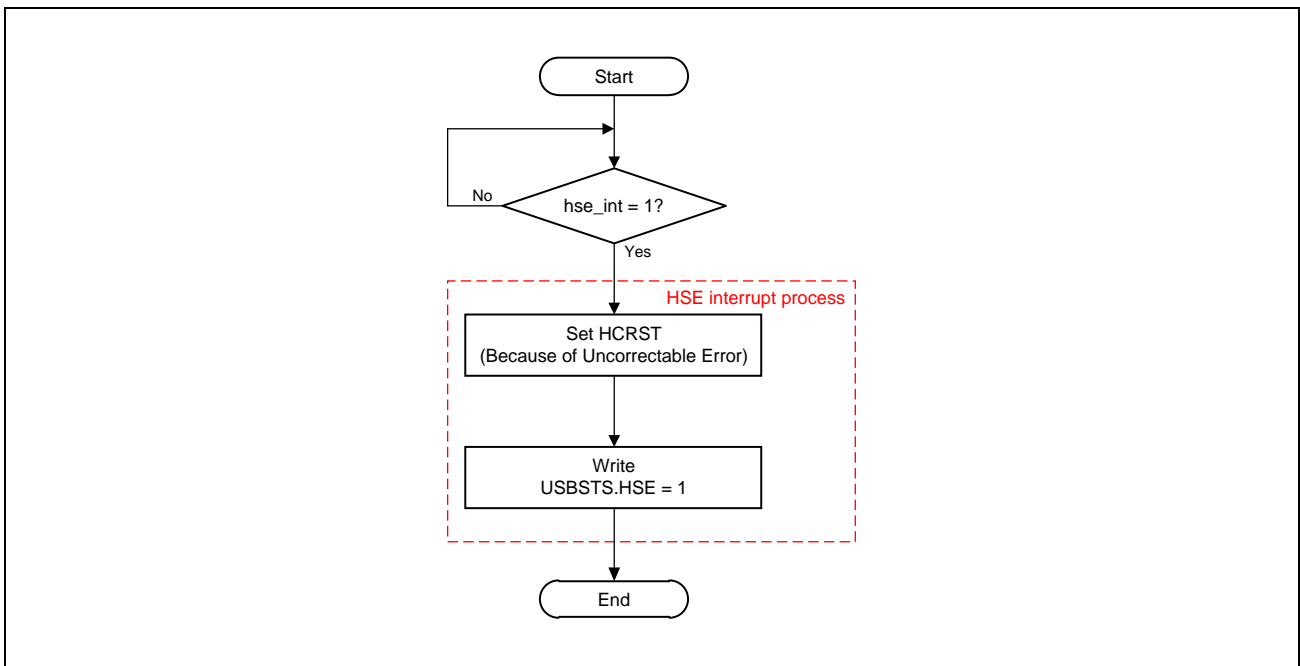 Start
No
hse_int = 1?
Yes
HSE interrupt process
Set HCRST
(Because of Uncorrectable Error)
Write
USBSTS.HSE = 1
End